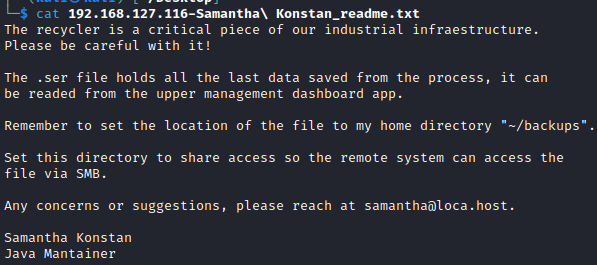 └─$ cat 192.168.127.116-Samantha\ Konstan_readme.txt
The recycler is a critical piece of our industrial infraestructure.
Please be careful with it!
The .ser file holds all the last data saved from the process, it can
be readed from the upper management dashboard app.
Remember to set the location of the file to my home directory "~/backups".
Set this directory to share access so the remote system can access the
file via SMB.
Any concerns or suggestions, please reach at samantha@loca.host.
Samantha Konstan
Java Mantainer